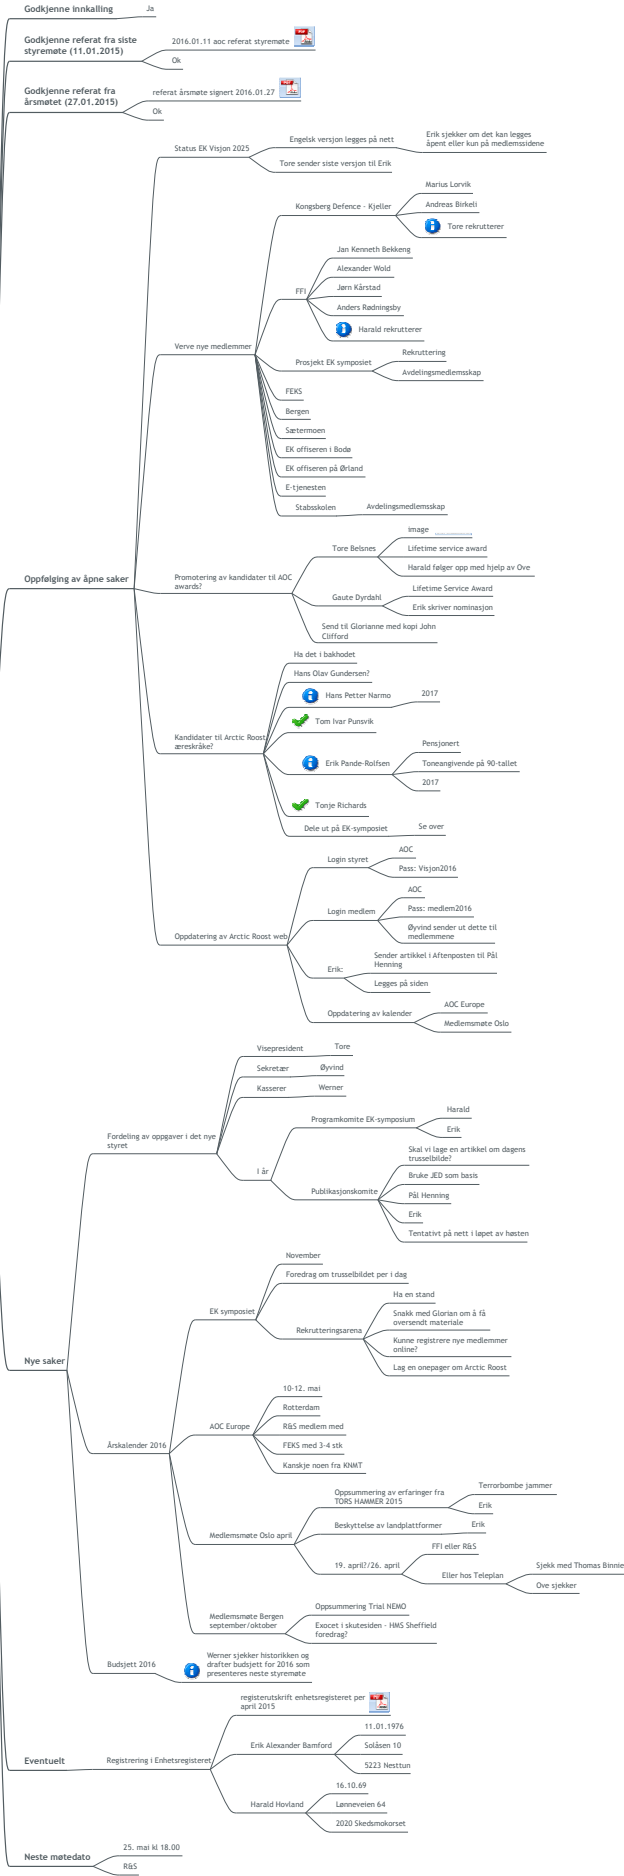 Godkjenne innkalling
Ja
Godkjenne referat fra siste
styremøte (11.01.2015)
2016.01.11 aoc referat styremøte
Ok
Godkjenne referat fra
årsmøtet (27.01.2015)
referat årsmøte signert 2016.01.27
Ok
Oppfølging av åpne saker
Status EK Visjon 2025
Engelsk versjon legges på nett
Erik sjekker om det kan legges
åpent eller kun på medlemssidene
Tore sender siste versjon til Erik
Verve nye medlemmer
Kongsberg Defence - Kjeller
Marius Lorvik
Andreas Birkeli
Tore rekrutterer
FFI
Jan Kenneth Bekkeng
Alexander Wold
Jørn Kårstad
Anders Rødningsby
Harald rekrutterer
Prosjekt EK symposiet
Rekruttering
Avdelingsmedlemsskap
FEKS
Bergen
Sætermoen
EK offiseren i Bodø
EK offiseren på Ørland
E-tjenesten
Stabsskolen
Avdelingsmedlemsskap
Promotering av kandidater til AOC
awards?
Tore Belsnes
image
Lifetime service award
Harald følger opp med hjelp av Ove
Gaute Dyrdahl
Lifetime Service Award
Erik skriver nominasjon
Send til Glorianne med kopi John
Clifford
Kandidater til Arctic Roost
æreskråke?
Ha det i bakhodet
Hans Olav Gundersen?
Hans Petter Narmo
2017
Tom Ivar Punsvik
Erik Pande-Rolfsen
Pensjonert
Toneangivende på 90-tallet
2017
Tonje Richards
Dele ut på EK-symposiet
Se over
Oppdatering av Arctic Roost web
Login styret
AOC
Pass: Visjon2016
Login medlem
AOC
Pass: medlem2016
Øyvind sender ut dette til
medlemmene
Erik:
Sender artikkel i Aftenposten til Pål
Henning
Legges på siden
Oppdatering av kalender
AOC Europe
Medlemsmøte Oslo
Nye saker
Fordeling av oppgaver i det nye
styret
Visepresident
Tore
Sekretær
Øyvind
Kasserer
Werner
I år
Programkomite EK-symposium
Harald
Erik
Publikasjonskomite
Skal vi lage en artikkel om dagens
trusselbilde?
Bruke JED som basis
Pål Henning
Erik
Tentativt på nett i løpet av høsten
Årskalender 2016
EK symposiet
November
Foredrag om trusselbildet per i dag
Rekrutteringsarena
Ha en stand
Snakk med Glorian om å få
oversendt materiale
Kunne registrere nye medlemmer
online?
Lag en onepager om Arctic Roost
AOC Europe
10-12. mai
Rotterdam
R&S medlem med
FEKS med 3-4 stk
Kanskje noen fra KNMT
Medlemsmøte Oslo april
Oppsummering av erfaringer fra
TORS HAMMER 2015
Terrorbombe jammer
Erik
Beskyttelse av landplattformer
Erik
19. april?/26. april
FFI eller R&S
Eller hos Teleplan
Sjekk med Thomas Binnie
Ove sjekker
Medlemsmøte Bergen
september/oktober
Oppsummering Trial NEMO
Exocet i skutesiden - HMS Sheffield
foredrag?
Budsjett 2016
Werner sjekker historikken og
drafter budsjett for 2016 som
presenteres neste styremøte
Eventuelt
Registrering i Enhetsregisteret
registerutskrift enhetsregisteret per
april 2015
Erik Alexander Bamford
11.01.1976
Solåsen 10
5223 Nesttun
Harald Hovland
16.10.69
Lønneveien 64
2020 Skedsmokorset
Neste møtedato
25. mai kl 18.00
R&S